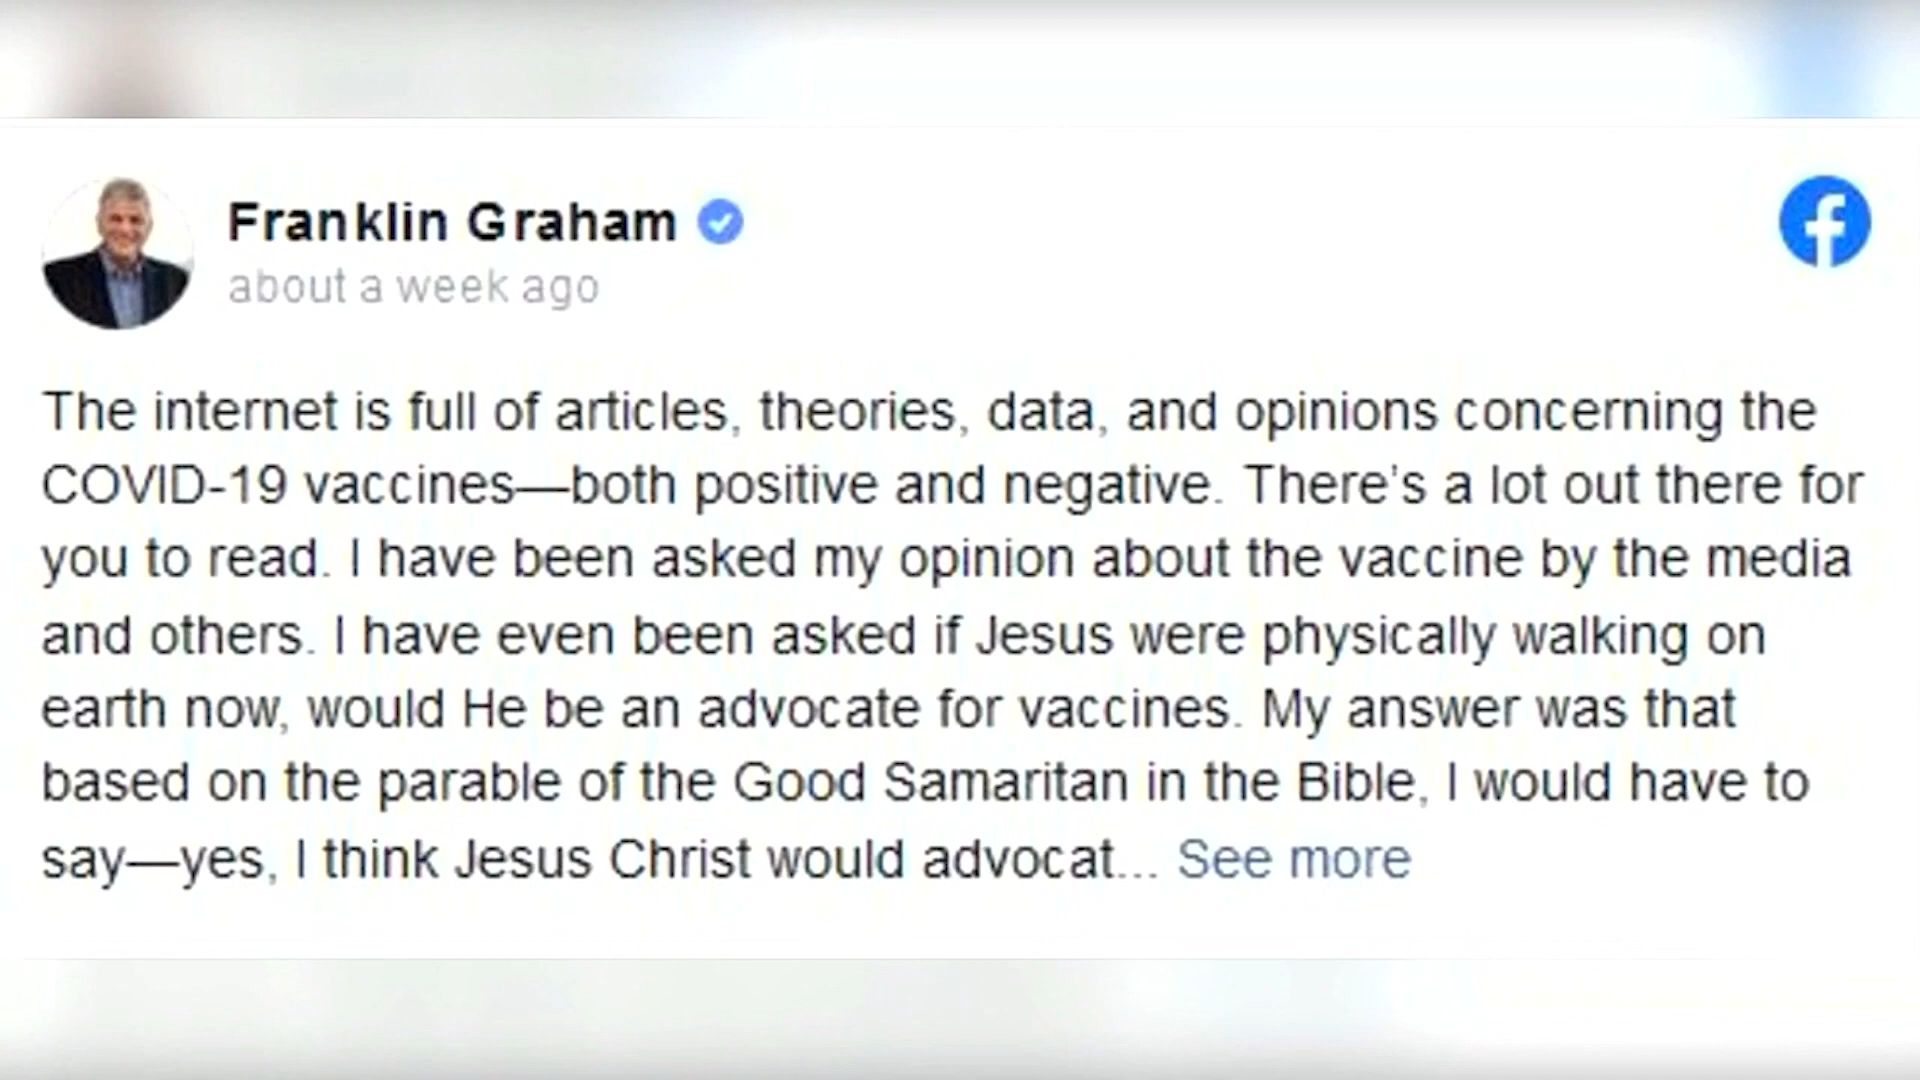 Franklin Graham
about a week ago
The internet is full of articles, theories, data, and opinions concerning the
COVID-19 vaccines—both positive and negative. There's a lot out there for
you to read. I have been asked my opinion about the vaccine by the media
and others. I have even been asked if Jesus were physically walking on
earth now, would He be an advocate for vaccines. My answer was that
based on the parable of the Good Samaritan in the Bible, I would have to
say—yes, I think Jesus Christ would advocat... See more